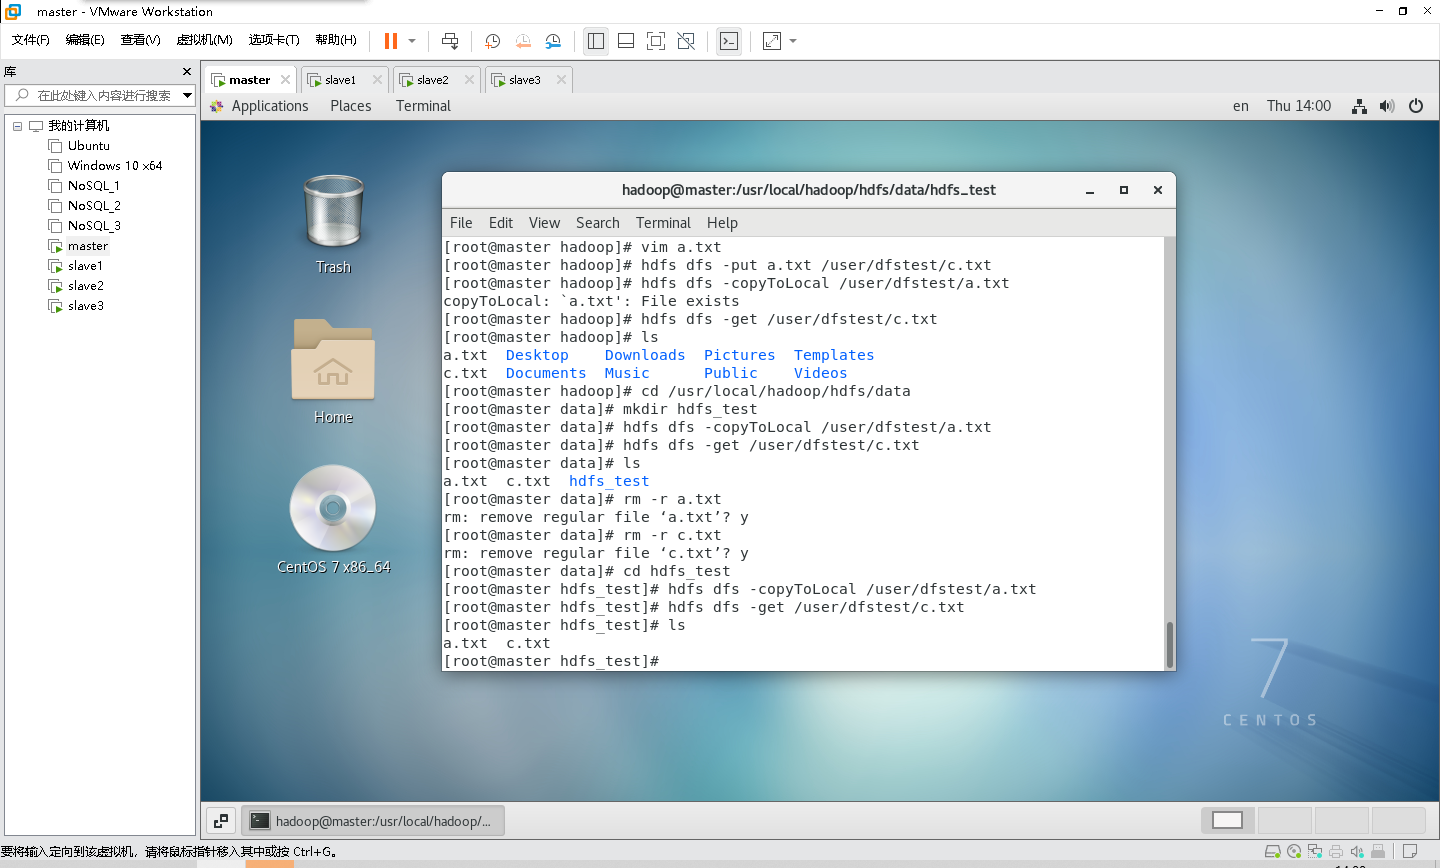 master - VMware Workstation
文件(F) 编辑(E) 查看(V) 虚拟机(M) 选项卡(T) 帮助(H)
库
在此处键入内容进行搜索
我的计算机
Ubuntu
Windows 10 x64
NoSQL_1
NoSQL_2
NoSQL_3
master
slave1
slave2
slave3
master slave1 slave2 slave3
Applications Places Terminal en Thu 14:00
Trash
Home
CentOS 7 x86_64
hadoop@master:/usr/local/hadoop/hdfs/data/hdfs_test
File Edit View Search Terminal Help
[root@master hadoop]# vim a.txt
[root@master hadoop]# hdfs dfs -put a.txt /user/dfstest/c.txt
[root@master hadoop]# hdfs dfs -copyToLocal /user/dfstest/a.txt
copyToLocal: `a.txt': File exists
[root@master hadoop]# hdfs dfs -get /user/dfstest/c.txt
[root@master hadoop]# ls
a.txt Desktop Downloads Pictures Templates
c.txt Documents Music Public Videos
[root@master hadoop]# cd /usr/local/hadoop/hdfs/data
[root@master data]# mkdir hdfs_test
[root@master data]# hdfs dfs -copyToLocal /user/dfstest/a.txt
[root@master data]# hdfs dfs -get /user/dfstest/c.txt
[root@master data]# ls
a.txt c.txt hdfs_test
[root@master data]# rm -r a.txt
rm: remove regular file ‘a.txt’? y
[root@master data]# rm -r c.txt
rm: remove regular file ‘c.txt’? y
[root@master data]# cd hdfs_test
[root@master hdfs_test]# hdfs dfs -copyToLocal /user/dfstest/a.txt
[root@master hdfs_test]# hdfs dfs -get /user/dfstest/c.txt
[root@master hdfs_test]# ls
a.txt c.txt
[root@master hdfs_test]#
7
CENTOS
hadoop@master:/usr/local/hadoop/...
要将输入定向到该虚拟机，请将鼠标指针移入其中或按 Ctrl+G。